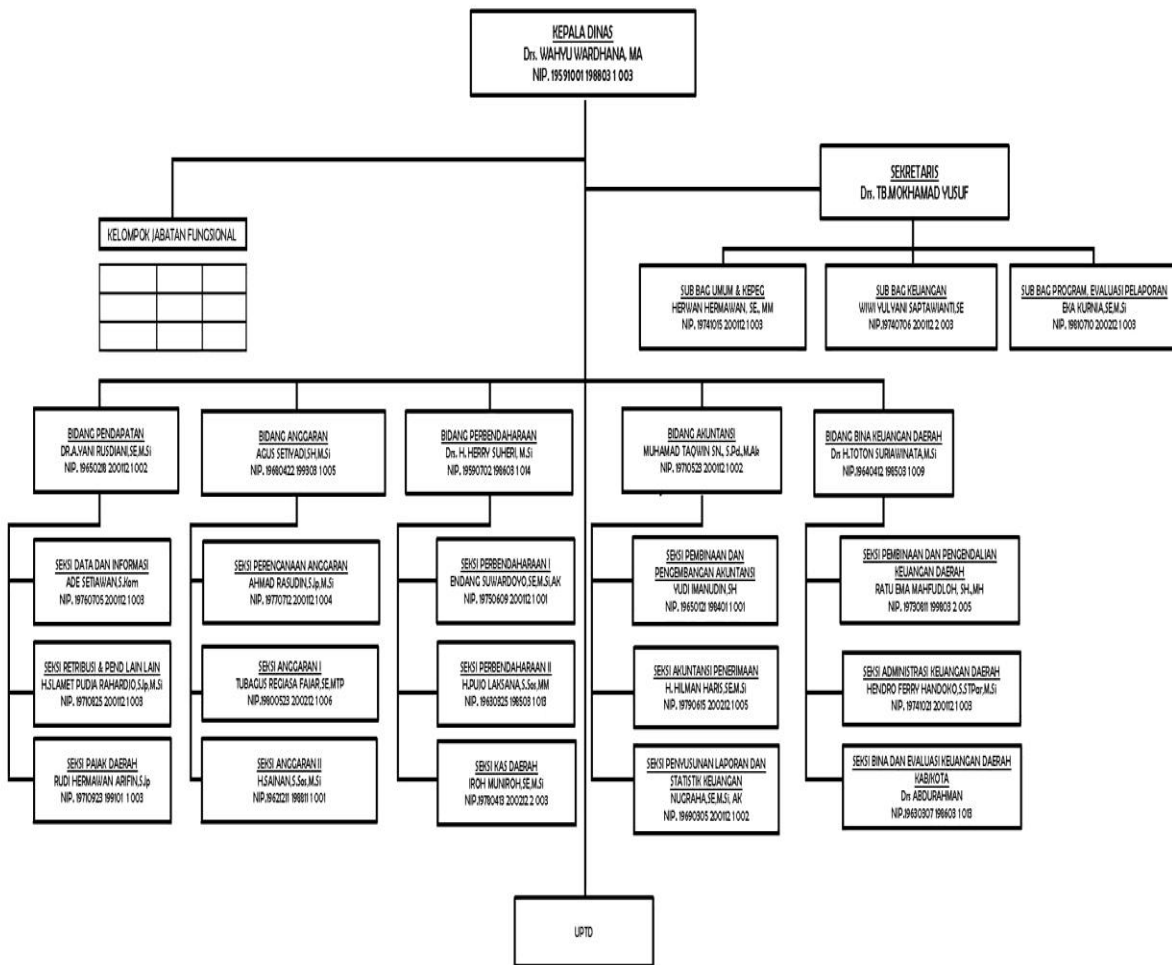 KEPALA DINAS
Drs. WAHYU WARDHANA, MA
NIP. 19591001 198803 1 003
SEKRETARIS
Drs. TB.MOKHAMAD YUSUF
KELOMPOK JABATAN FUNGSIONAL
SUB BAG UMUM & KEPEG
HERWAN HERMAWAN, SE., MM
NIP. 19741015 200112 1 003
SUB BAG KEUANGAN
WIWI YULYANI SAPTAWIANTI,SE
NIP.19740706 200112 2 003
SUB BAG PROGRAM, EVALUASI PELAPORAN
EKA KURNIA,SE,M.Si
NIP. 19810710 200212 1 003
BIDANG PENDAPATAN
DR.A.YANI RUSDIANI,SE,M.Si
NIP. 19650218 200112 1 002
BIDANG ANGGARAN
AGUS SETIYADI,SH,M.Si
NIP. 19680422 199303 1 005
BIDANG PERBENDAHARAAN
Drs. H. HERRY SUHERI, M.Si
NIP. 19590702 198603 1 014
BIDANG AKUNTANSI
MUHAMAD TAQWIN SN., S.Pd.,M.Ak
NIP. 19710523 200112 1 002
BIDANG BINA KEUANGAN DAERAH
Drs H.TOTON SURIAWINATA,M.Si
NIP.19640412 198503 1 009
SEKSI DATA DAN INFORMASI
ADE SETIAWAN,S.Kom
NIP. 19760705 200112 1 003
SEKSI PERENCANAAN ANGGARAN
AHMAD RASUDIN,S.Ip,M.Si
NIP. 19770712 200112 1 004
SEKSI PERBENDAHARAAN I
ENDANG SUWARDOYO,SE,M.Si,AK
NIP. 19750609 200112 1 001
SEKSI PEMBINAAN DAN
PENGEMBANGAN AKUNTANSI
YUDI IMANUDIN,SH
NIP. 19650121 198401 1 001
SEKSI PEMBINAAN DAN PENGENDALIAN
KEUANGAN DAERAH
RATU EMA MAHFUDLOH, SH.,MH
NIP. 19730811 199803 2 005
SEKSI RETRIBUSI & PEND LAIN LAIN
H.SLAMET PUDJA RAHARDJO,S.Ip,M.Si
NIP. 19710825 200112 1 003
SEKSI ANGGARAN I
TUBAGUS REGIASA FAJAR,SE,MTP
NIP.19800523 200212 1 006
SEKSI PERBENDAHARAAN II
H.PUJO LAKSANA, S.Sos,MM
NIP. 19630325 198503 1 013
SEKSI AKUNTANSI PENERIMAAN
H. HILMAN HARIS,SE,M.Si
NIP. 19790615 200212 1 005
SEKSI ADMINISTRASI KEUANGAN DAERAH
HENDRO FERRY HANDOKO,S.STPar,M.Si
NIP. 19741021 200112 1 003
SEKSI PAJAK DAERAH
RUDI HERMAWAN ARIFIN,S.Ip
NIP. 19710923 199101 1 003
SEKSI ANGGARAN II
H.SAINAN,S.Sos,M.Si
NIP.19621211 198811 1 001
SEKSI KAS DAERAH
IROH MUNIROH,SE,M.Si
NIP.19780413 200212 2 003
SEKSI PENYUSUNAN LAPORAN DAN
STATISTIK KEUANGAN
NUGRAHA,SE,M.Si, AK
NIP. 19690305 200112 1 002
SEKSI BINA DAN EVALUASI KEUANGAN DAERAH
KAB/KOTA
Drs ABDURAHMAN
NIP.19630307 198603 1 013
UPTD